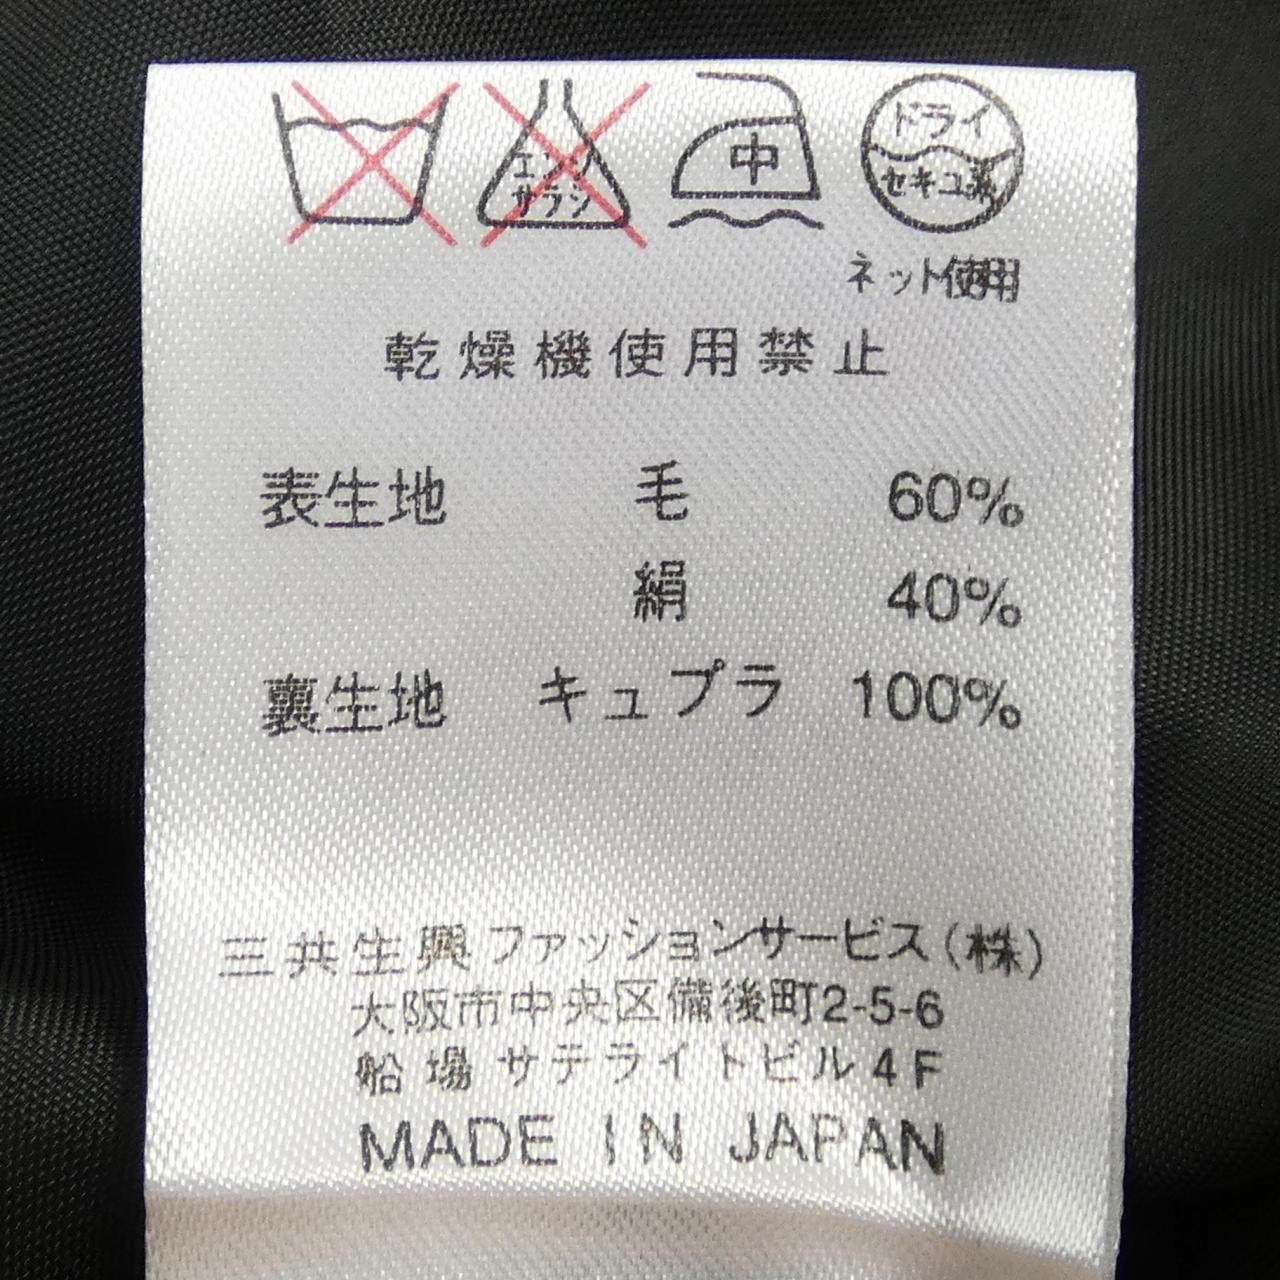 エンソ
サラシ
中
ドライ
セキユ系
ネット使用
乾燥機使用禁止
表生地 毛 60%
絹 40%
裏生地 キュプラ 100%
三共生興ファッションサービス(株)
大阪市中央区備後町2-5-6
船場サテライトビル4F
MADE IN JAPAN